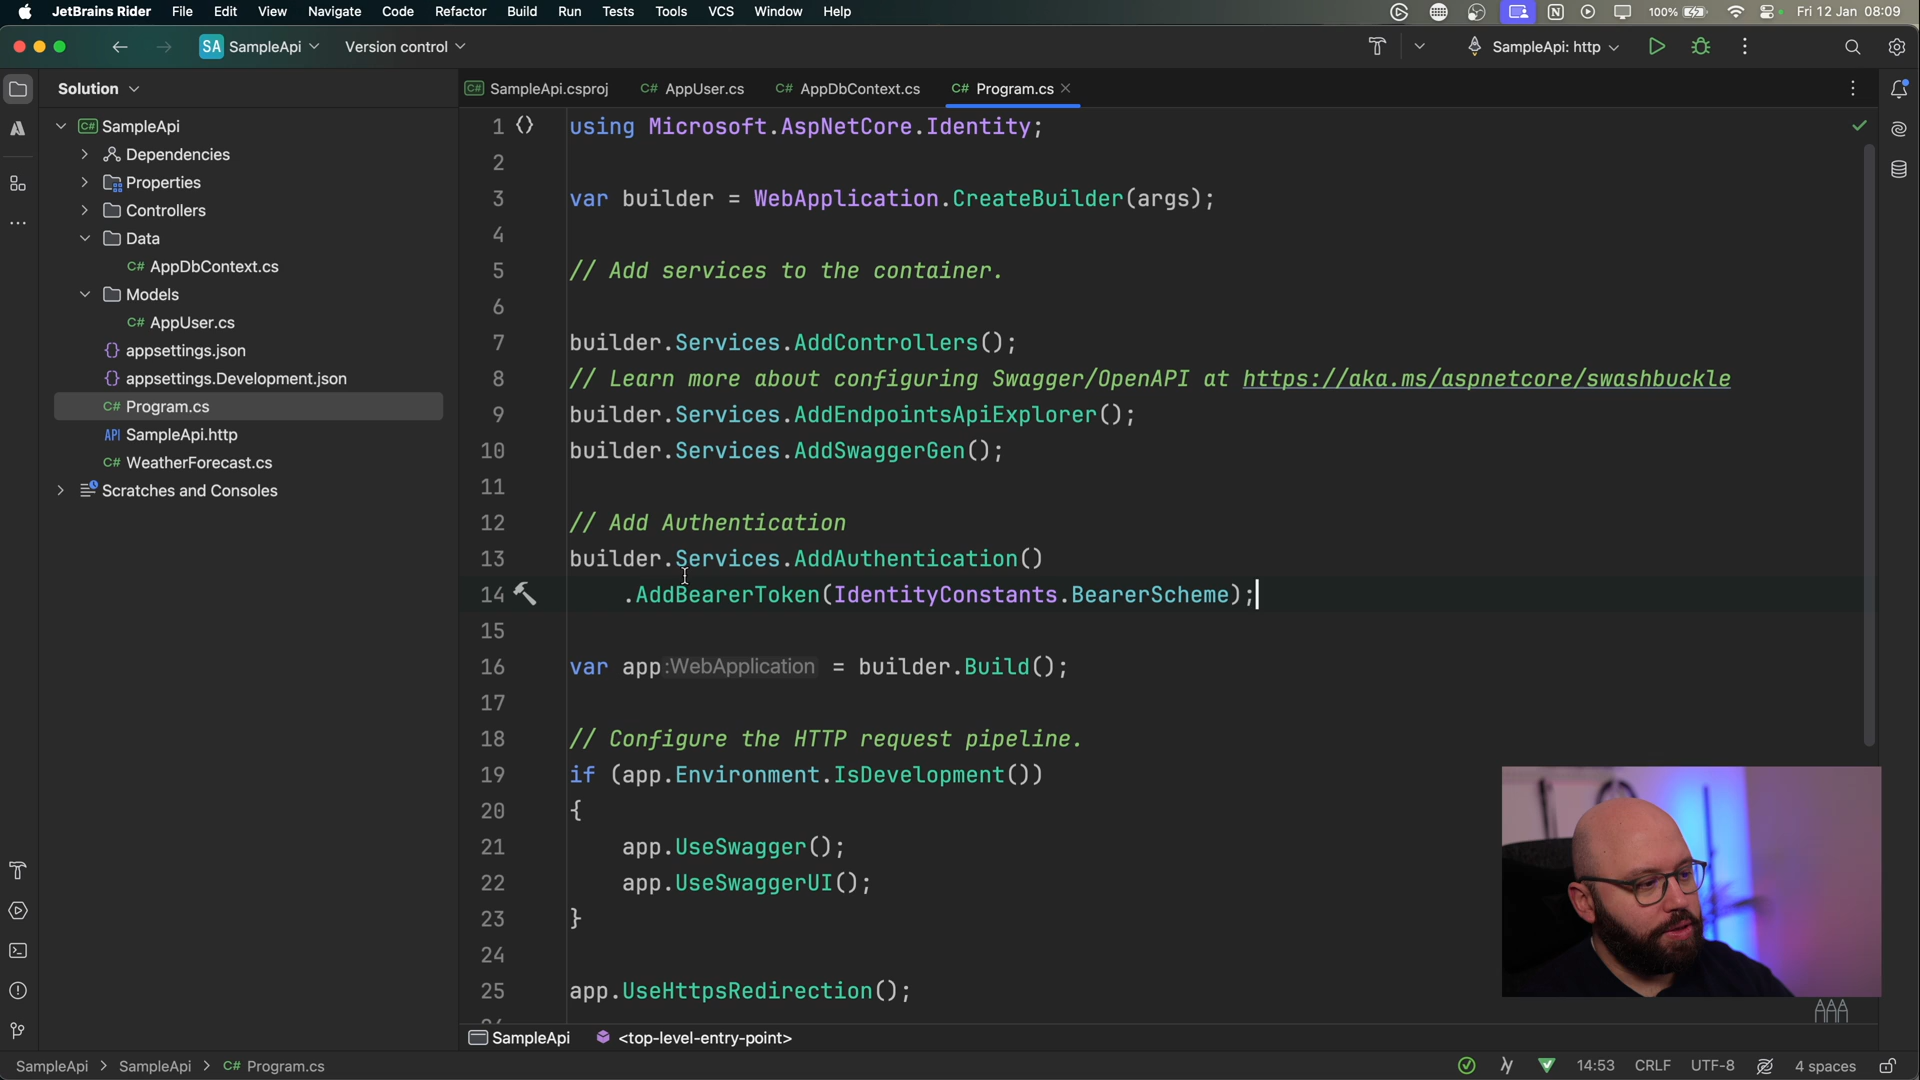 JetBrains Rider File Edit View Navigate Code Refactor Build Run Tests Tools VCS Window Help 100% Fri 12 Jan 08:09
SA SampleApi Version control SampleApi: http
Solution
SampleApi.csproj C# AppUser.cs C# AppDbContext.cs C# Program.cs
C# SampleApi
Dependencies
Properties
Controllers
Data
C# AppDbContext.cs
Models
C# AppUser.cs
{} appsettings.json
{} appsettings.Development.json
C# Program.cs
API SampleApi.http
C# WeatherForecast.cs
Scratches and Consoles
1 using Microsoft.AspNetCore.Identity;
2
3 var builder = WebApplication.CreateBuilder(args);
4
5 // Add services to the container.
6
7 builder.Services.AddControllers();
8 // Learn more about configuring Swagger/OpenAPI at https://aka.ms/aspnetcore/swashbuckle
9 builder.Services.AddEndpointsApiExplorer();
10 builder.Services.AddSwaggerGen();
11
12 // Add Authentication
13 builder.Services.AddAuthentication()
14 .AddBearerToken(IdentityConstants.BearerScheme);
15
16 var app :WebApplication = builder.Build();
17
18 // Configure the HTTP request pipeline.
19 if (app.Environment.IsDevelopment())
20 {
21 app.UseSwagger();
22 app.UseSwaggerUI();
23 }
24
25 app.UseHttpsRedirection();
SampleApi <top-level-entry-point>
SampleApi > SampleApi > C# Program.cs 14:53 CRLF UTF-8 4 spaces